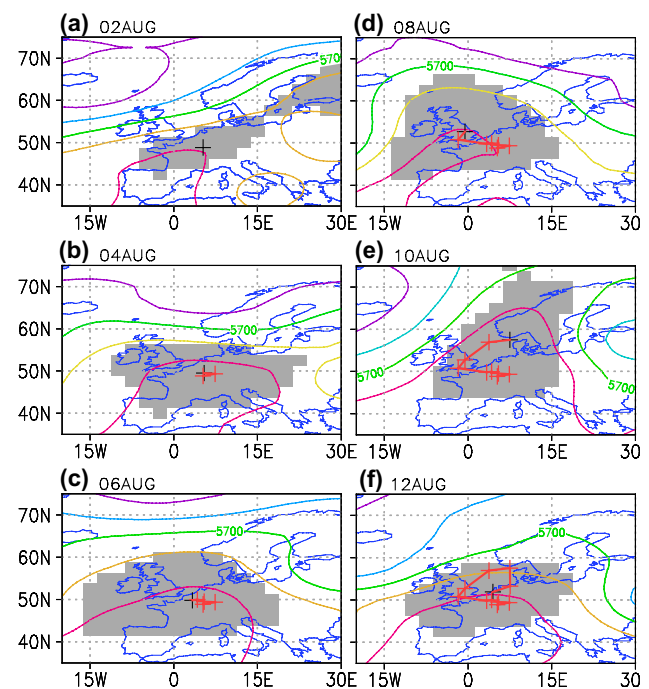 (a) 02AUG
70N
60N
50N
40N
5700
15W 0 15E 30E
(b) 04AUG
70N
60N
50N
40N
5700
15W 0 15E 30E
(c) 06AUG
70N
60N
50N
40N
5700
15W 0 15E 30E
(d) 08AUG
5700
15W 0 15E 30
(e) 10AUG
5700
5700
15W 0 15E 30
(f) 12AUG
5700
15W 0 15E 30